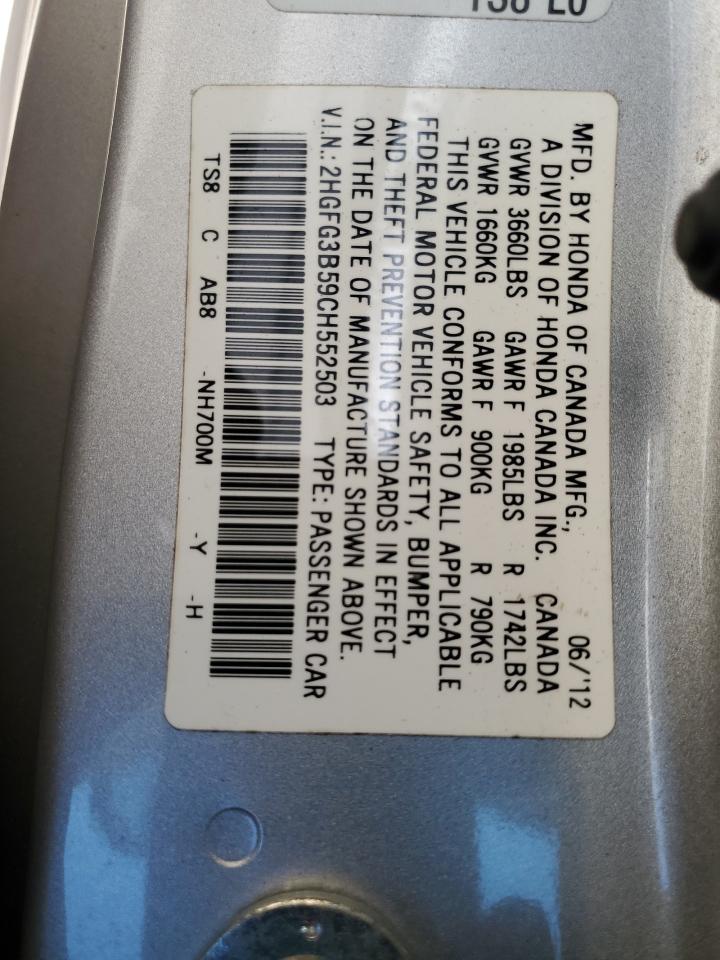 MFD. BY HONDA OF CANADA MFG., 06/'12
A DIVISION OF HONDA CANADA INC. CANADA
GVWR 3660LBS GAWR F 1985LBS R 1742LBS
GVWR 1660KG GAWR F 900KG R 790KG
THIS VEHICLE CONFORMS TO ALL APPLICABLE
FEDERAL MOTOR VEHICLE SAFETY, BUMPER,
AND THEFT PREVENTION STANDARDS IN EFFECT
ON THE DATE OF MANUFACTURE SHOWN ABOVE.
V.I.N.: 2HGFG3B59CH552503 TYPE: PASSENGER CAR
TS8 C AB8 -NH700M -Y -H